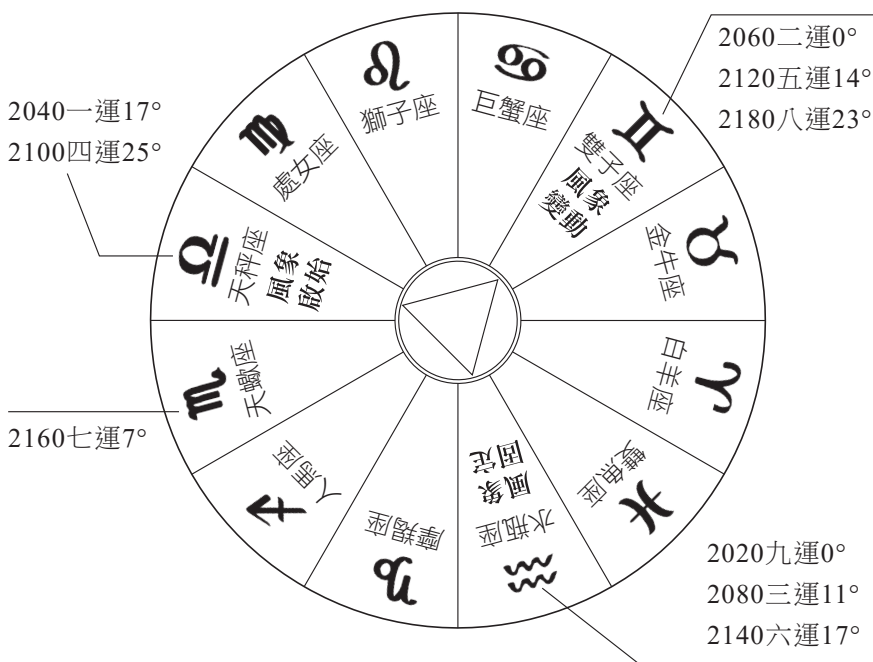 2060二運0°
2120五運14°
2180八運23°
2040一運17°
2100四運25°
獅子座
巨蟹座
處女座
雙子座
風象
變動
天秤座
風象
啟始
金牛座
天蠍座
白羊座
2160七運7°
人馬座
摩羯座
水瓶座
風象
固定
雙魚座
2020九運0°
2080三運11°
2140六運17°